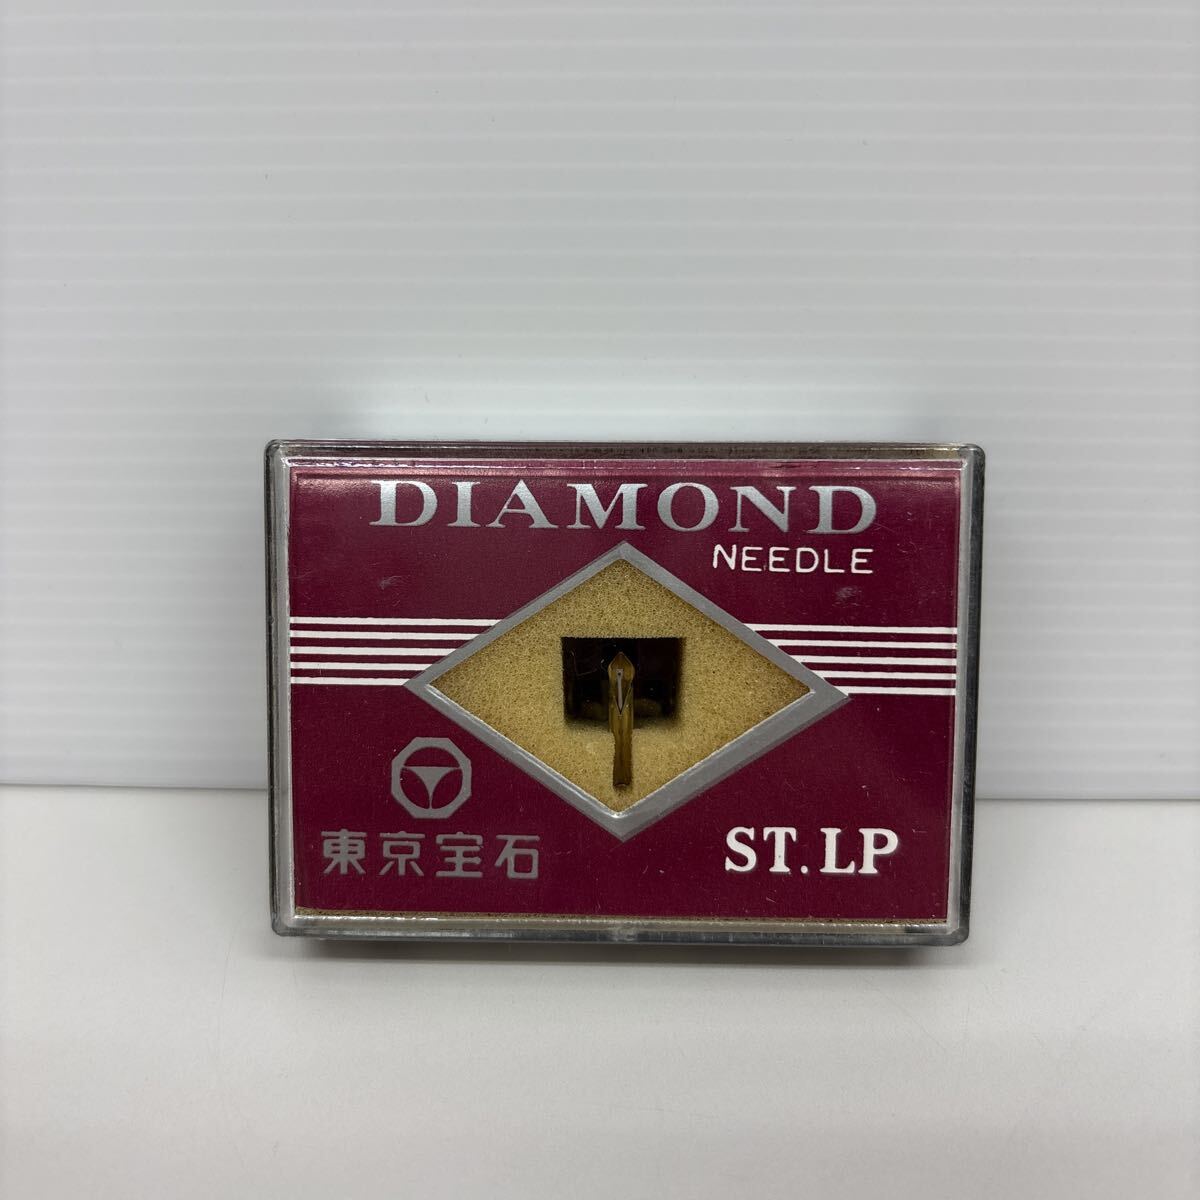 DIAMOND
NEEDLE
東京宝石
ST. LP